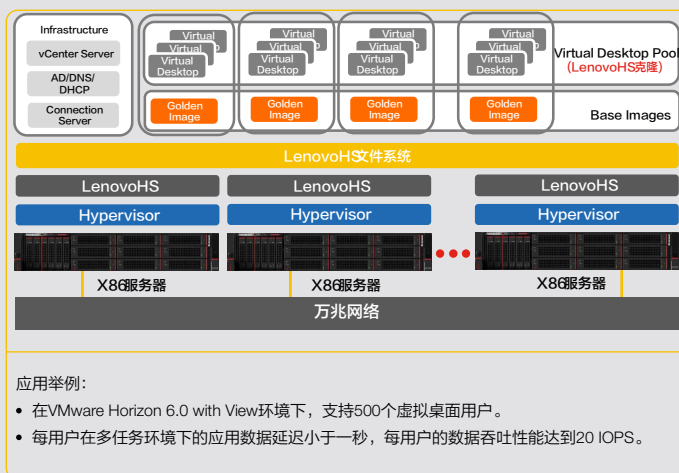 Infrastructure
vCenter Server
AD/DNS/
DHCP
Connection
Server
Virtual
Virtual
Virtual
Desktop
Virtual
Virtual
Virtual
Desktop
Virtual
Virtual
Virtual
Desktop
Virtual
Virtual
Virtual
Desktop
Virtual Desktop Pool
(LenovoHS克隆)
Golden
Image
Golden
Image
Golden
Image
Golden
Image
Base Images
LenovoHS文件系统
LenovoHS
LenovoHS
LenovoHS
Hypervisor
Hypervisor
Hypervisor
X86服务器
X86服务器
X86服务器
万兆网络
应用举例：
• 在VMware Horizon 6.0 with View环境下，支持500个虚拟桌面用户。
• 每用户在多任务环境下的应用数据延迟小于一秒，每用户的数据吞吐性能达到20 IOPS。